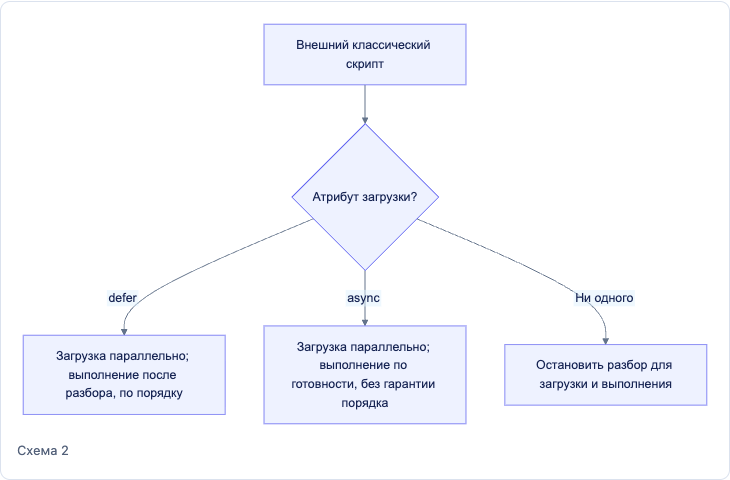 Внешний классический
скрипт
Атрибут загрузки?
defer
async
Ни одного
Загрузка параллельно;
выполнение после
разбора, по порядку
Загрузка параллельно;
выполнение по
готовности, без гарантии
порядка
Остановить разбор для
загрузки и выполнения
Схема 2